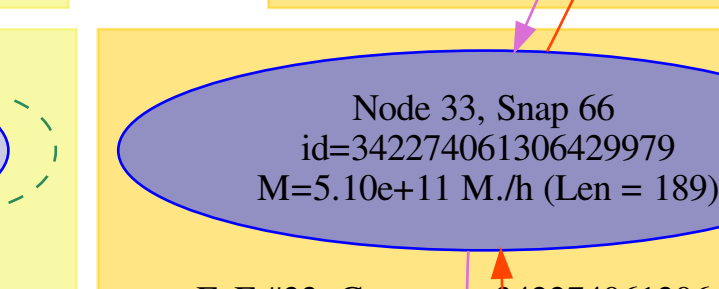 Node 33, Snap 66
id=342274061306429979
M=5.10e+11 M./h (Len = 189)